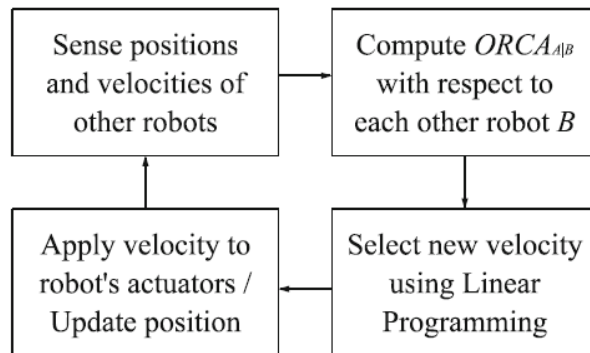 Sense positions
and velocities of
other robots
Compute ORCA_{A|B}
with respect to
each other robot B
Apply velocity to
robot's actuators /
Update position
Select new velocity
using Linear
Programming